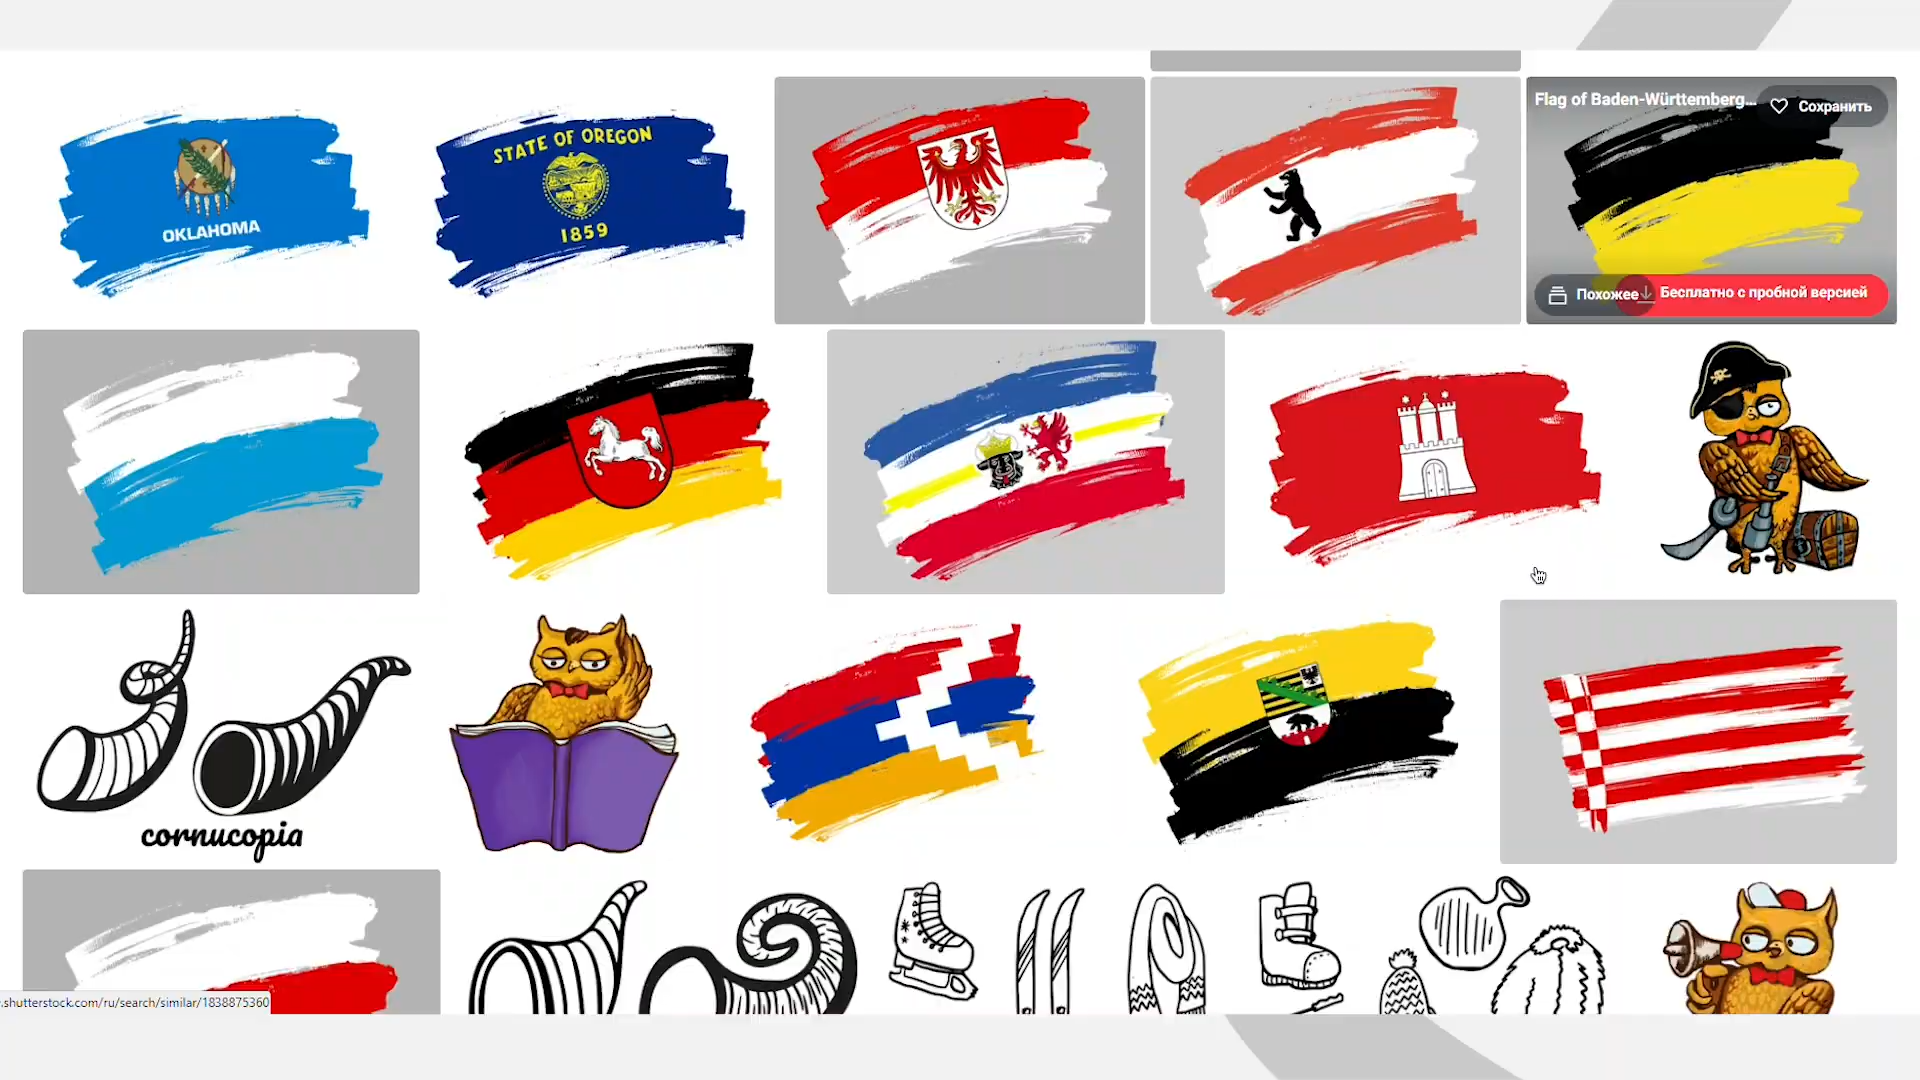 OKLAHOMA
STATE OF OREGON
1859
Flag of Baden-Württemberg...
Сохранить
Похожее
Бесплатно с пробной версией
cornucopia
.shutterstock.com/ru/search/similar/1838875360